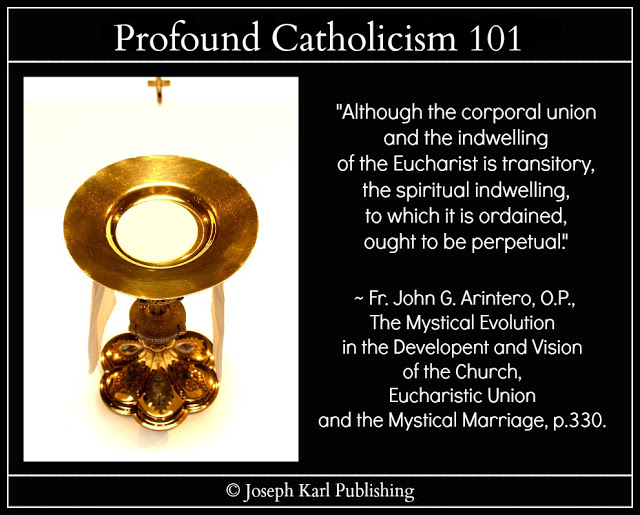 Profound Catholicism 101
"Although the corporal union
and the indwelling
of the Eucharist is transitory,
the spiritual indwelling,
to which it is ordained,
ought to be perpetual."
~ Fr. John G. Arintero, O.P.,
The Mystical Evolution
in the Developent and Vision
of the Church,
Eucharistic Union
and the Mystical Marriage, p.330.
© Joseph Karl Publishing